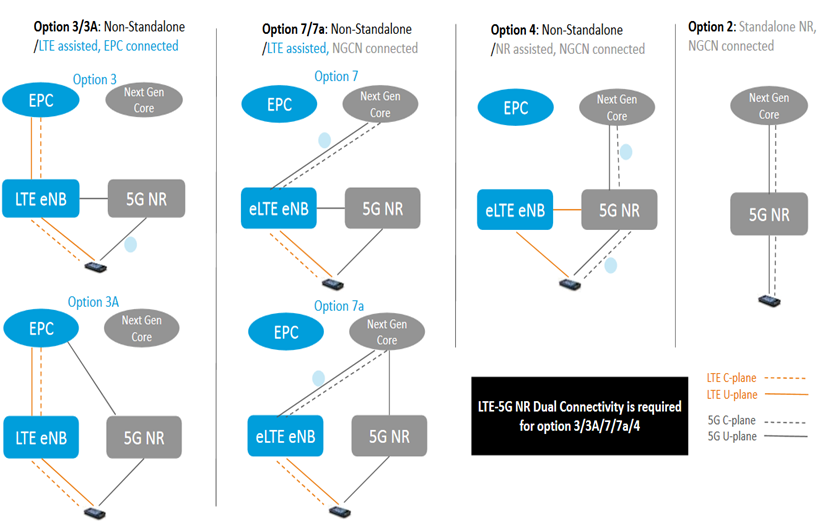 Option 3/3A: Non-Standalone
/LTE assisted, EPC connected
Option 3
EPC
Next Gen
Core
LTE eNB
5G NR
Option 3A
EPC
Next Gen
Core
LTE eNB
5G NR
Option 7/7a: Non-Standalone
/LTE assisted, NGCN connected
Option 7
EPC
Next Gen
Core
eLTE eNB
5G NR
Option 7a
EPC
Next Gen
Core
eLTE eNB
5G NR
Option 4: Non-Standalone
/NR assisted, NGCN connected
EPC
Next Gen
Core
eLTE eNB
5G NR
Option 2: Standalone NR,
NGCN connected
Next Gen
Core
5G NR
LTE-5G NR Dual Connectivity is required
for option 3/3A/7/7a/4
LTE C-plane
LTE U-plane
5G C-plane
5G U-plane